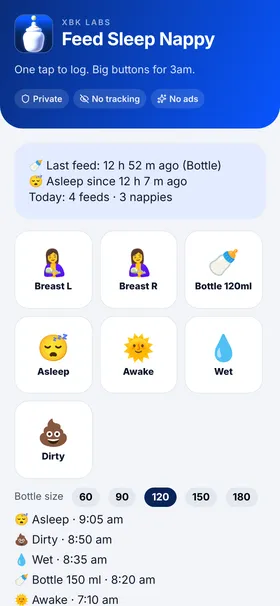 XBK LABS
Feed Sleep Nappy
One tap to log. Big buttons for 3am.
Private No tracking No ads
🍼 Last feed: 12 h 52 m ago (Bottle)
😴 Asleep since 12 h 7 m ago
Today: 4 feeds · 3 nappies
Breast L Breast R Bottle 120ml
Asleep Awake Wet
Dirty
Bottle size 60 90 120 150 180
😴 Asleep · 9:05 am
💩 Dirty · 8:50 am
💧 Wet · 8:35 am
🍼 Bottle 150 ml · 8:20 am
🌞 Awake · 7:10 am